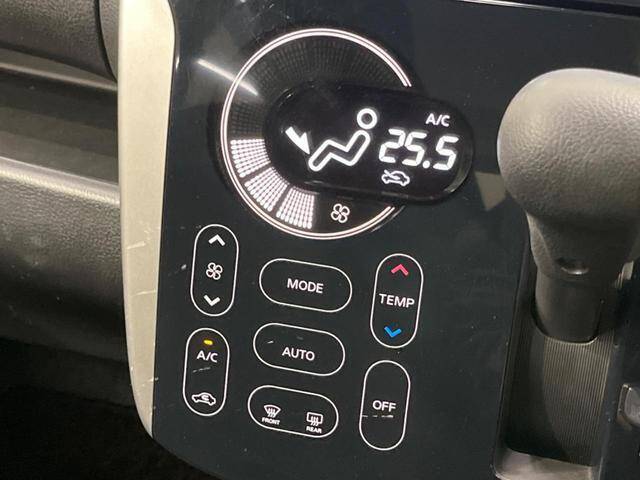 A/C
25.5
MODE
TEMP
A/C
AUTO
FRONT
REAR
OFF